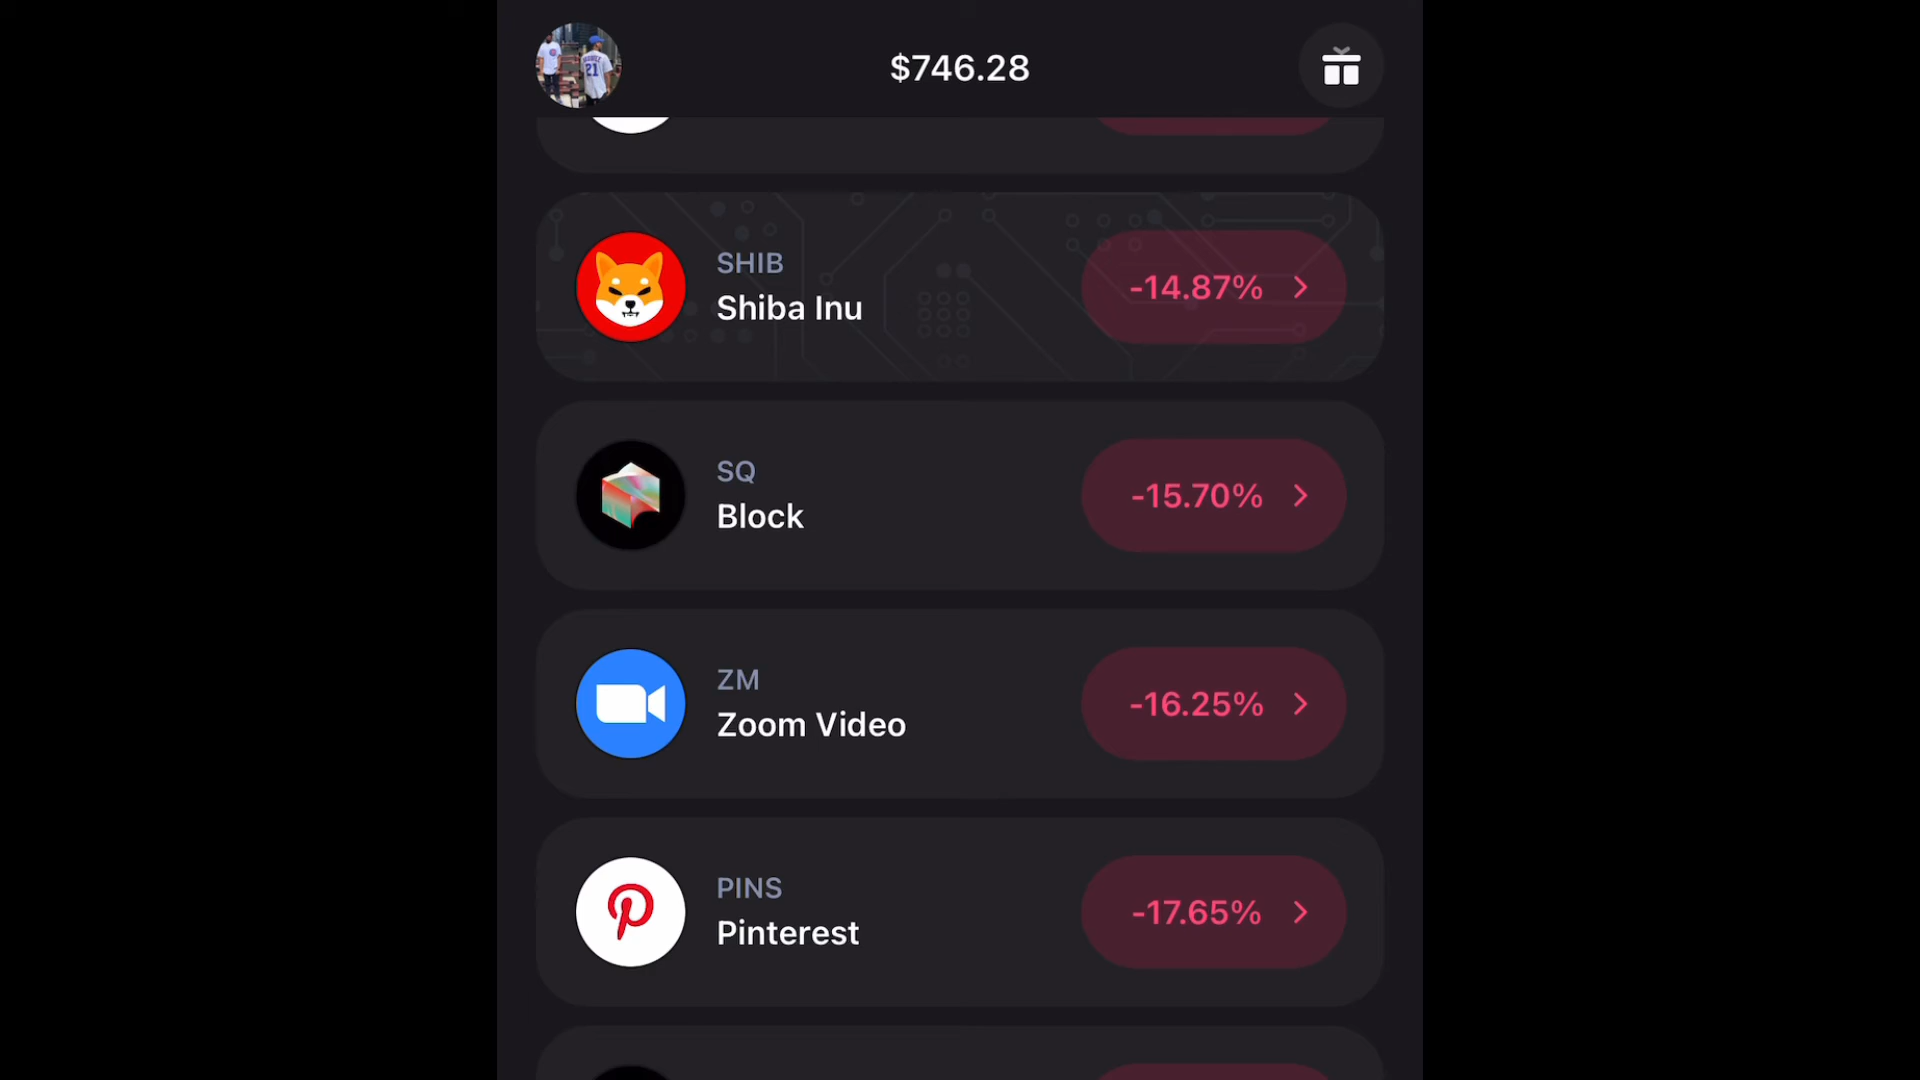 $746.28
SHIB
Shiba Inu
-14.87%
SQ
Block
-15.70%
ZM
Zoom Video
-16.25%
PINS
Pinterest
-17.65%
21